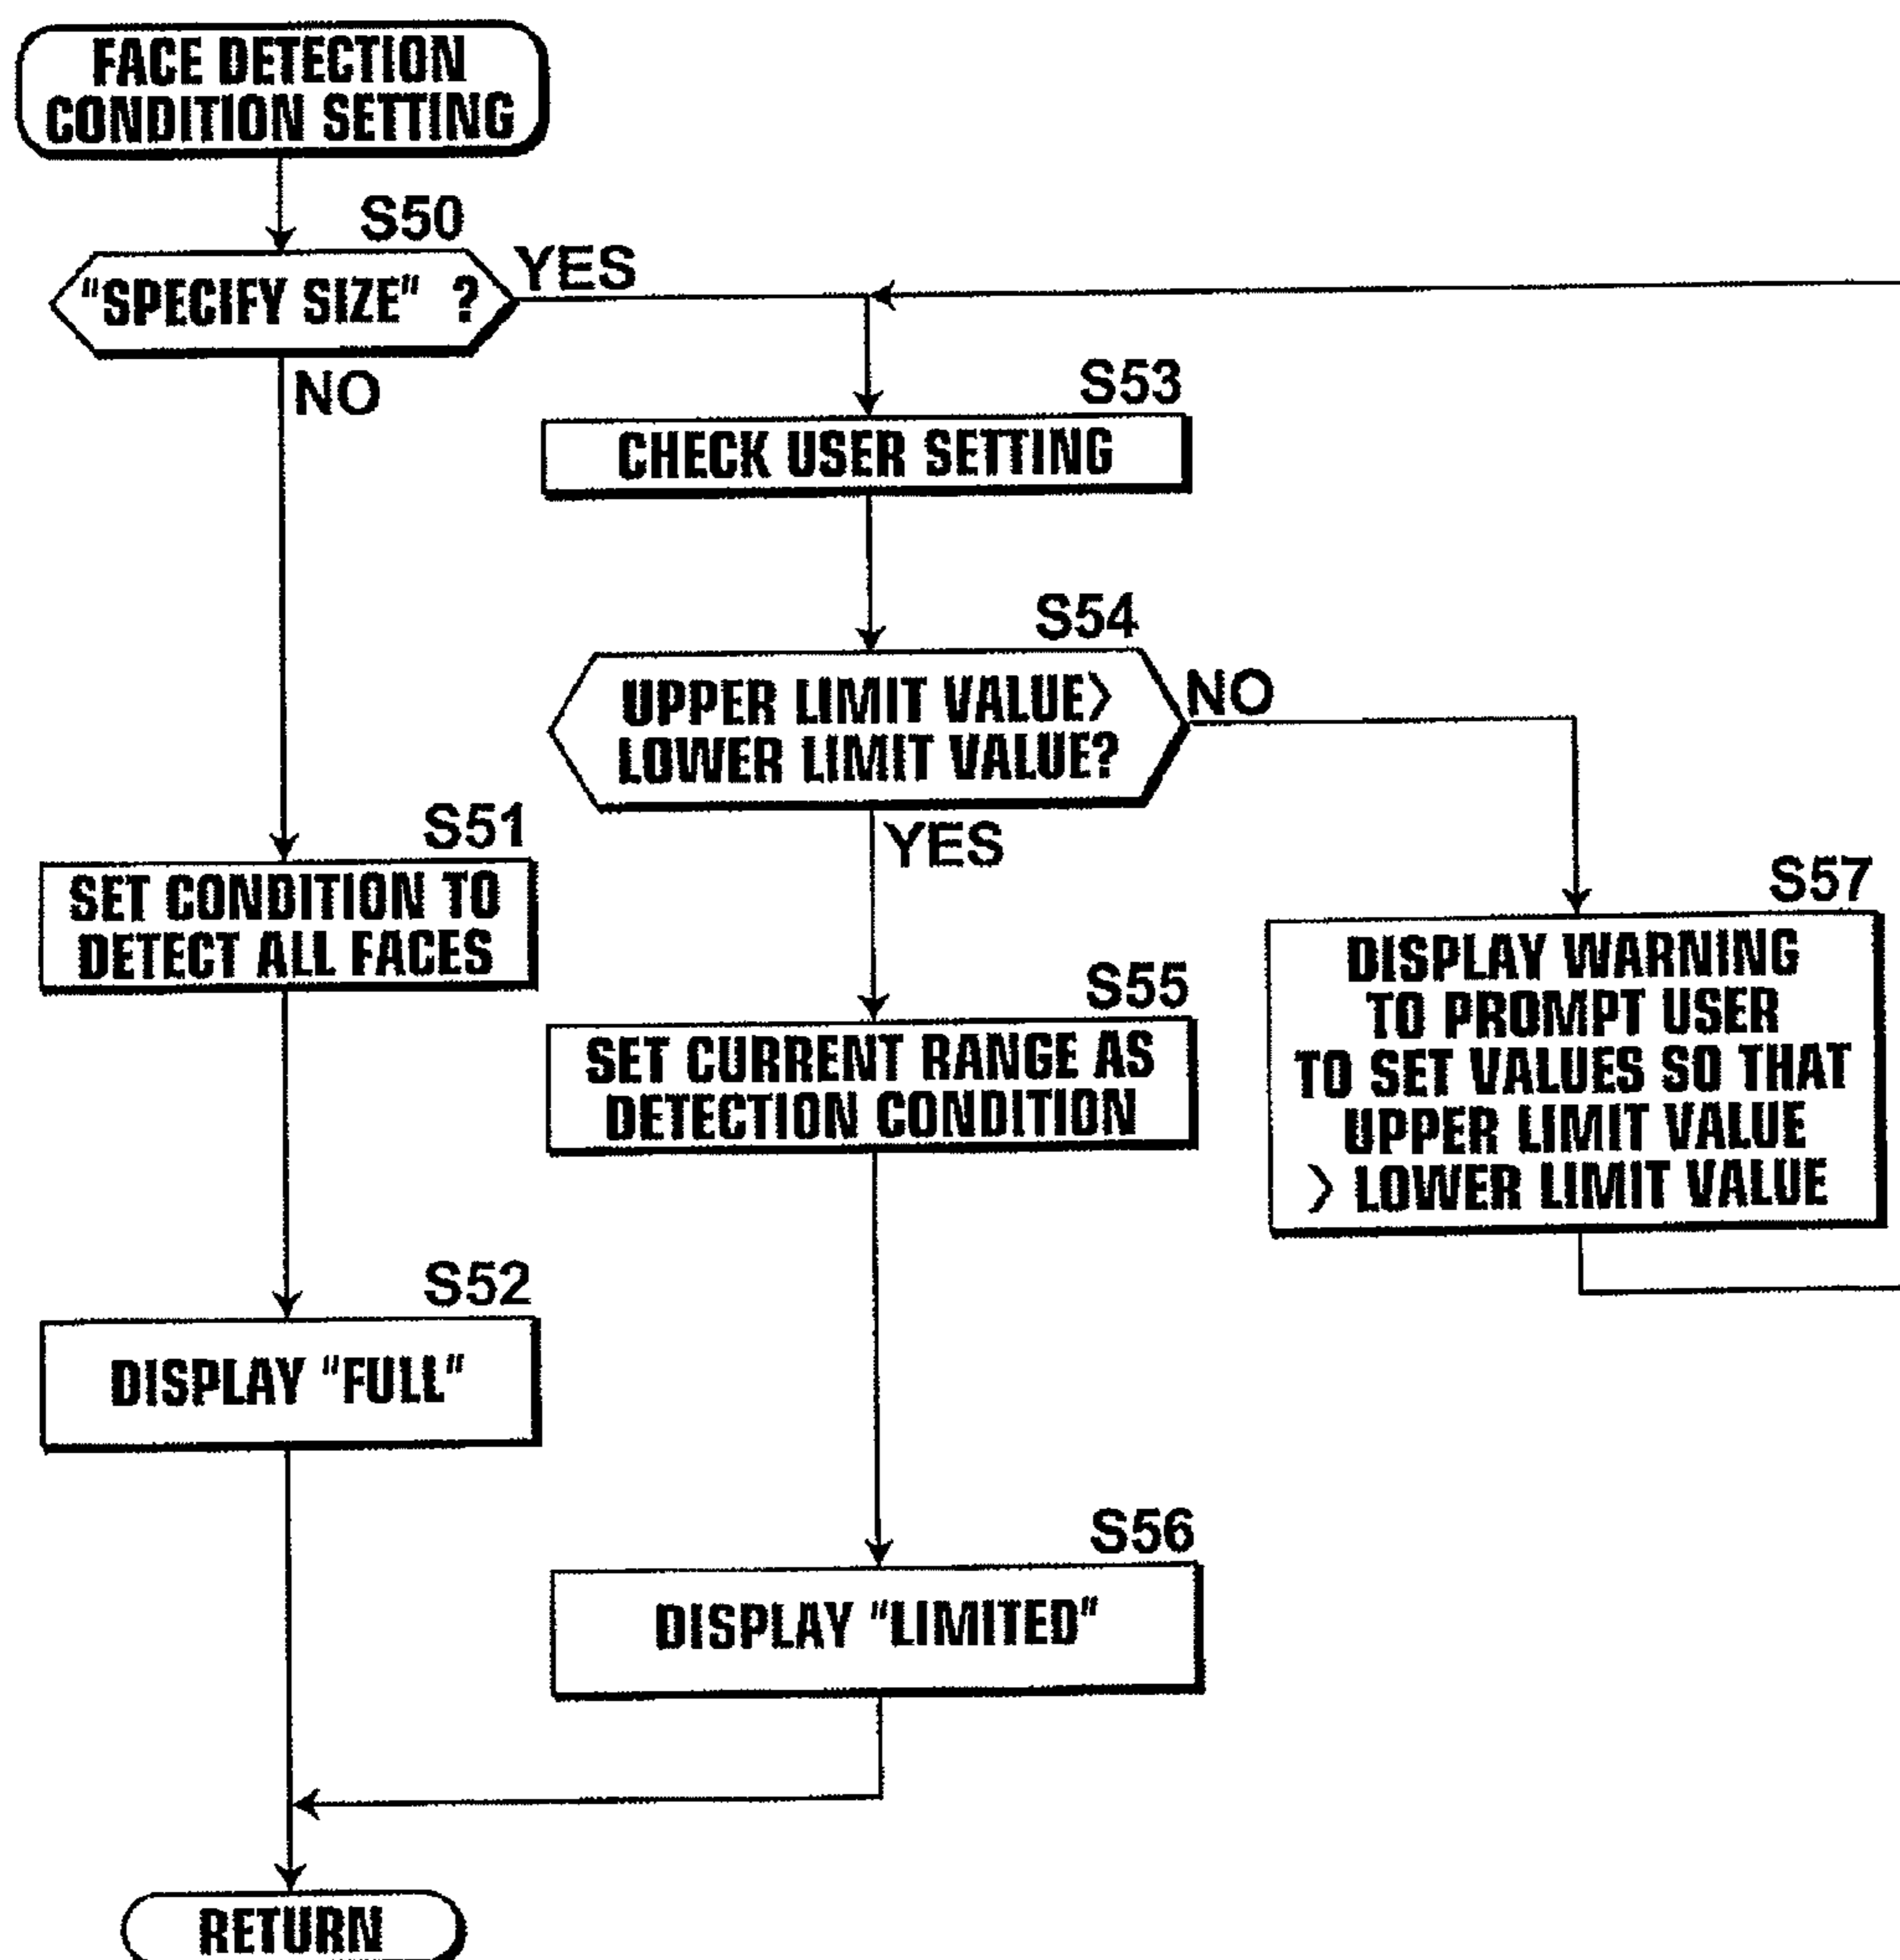 FACE DETECTION
CONDITION SETTING
S50
"SPECIFY SIZE" ?
YES
NO
S53
CHECK USER SETTING
S54
UPPER LIMIT VALUE>
LOWER LIMIT VALUE?
NO
YES
S51
SET CONDITION TO
DETECT ALL FACES
S55
SET CURRENT RANGE AS
DETECTION CONDITION
S57
DISPLAY WARNING
TO PROMPT USER
TO SET VALUES SO THAT
UPPER LIMIT VALUE
> LOWER LIMIT VALUE
S52
DISPLAY "FULL"
S56
DISPLAY "LIMITED"
RETURN